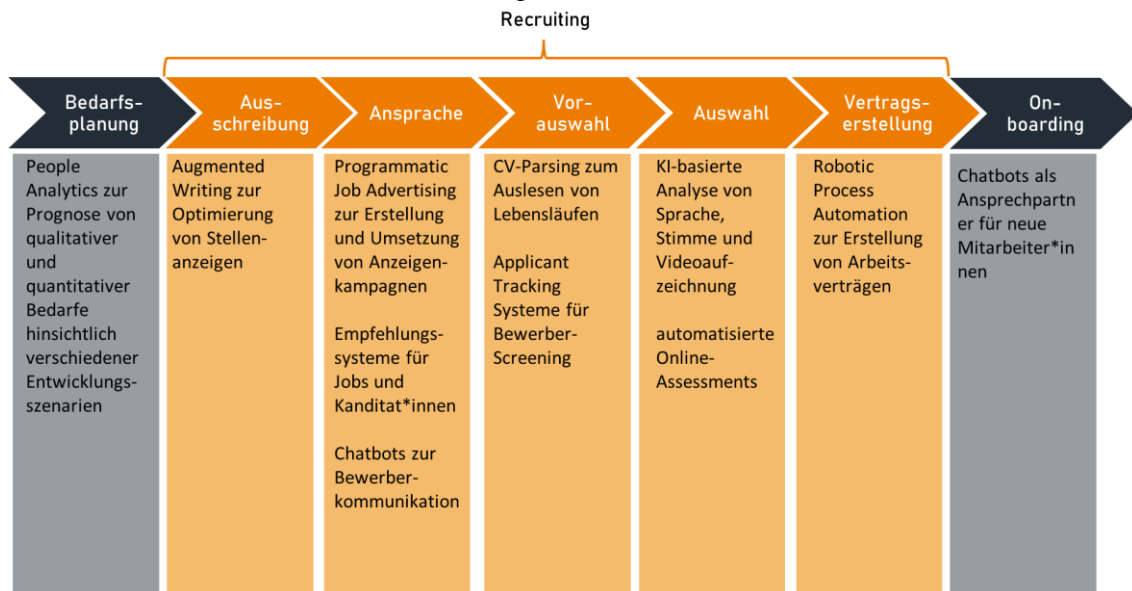 Recruiting
Bedarfs-
planung
Aus-
schreibung
Ansprache
Vor-
auswahl
Auswahl
Vertrags-
erstellung
On-
boarding
People
Analytics zur
Prognose von
qualitativer
und
quantitativer
Bedarfe
hinsichtlich
verschiedener
Entwicklungs-
szenarien
Augmented
Writing zur
Optimierung
von Stellen-
anzeigen
Programmatic
Job Advertising
zur Erstellung
und Umsetzung
von Anzeigen-
kampagnen
Empfehlungs-
systeme für
Jobs und
Kanditat*innen
Chatbots zur
Bewerber-
kommunikation
CV-Parsing zum
Auslesen von
Lebensläufen
Applicant
Tracking
Systeme für
Bewerber-
Screening
KI-basierte
Analyse von
Sprache,
Stimme und
Videoauf-
zeichnung
automatisierte
Online-
Assessments
Robotic
Process
Automation
zur Erstellung
von Arbeits-
verträgen
Chatbots als
Ansprechpartn
er für neue
Mitarbeiter*in
nen